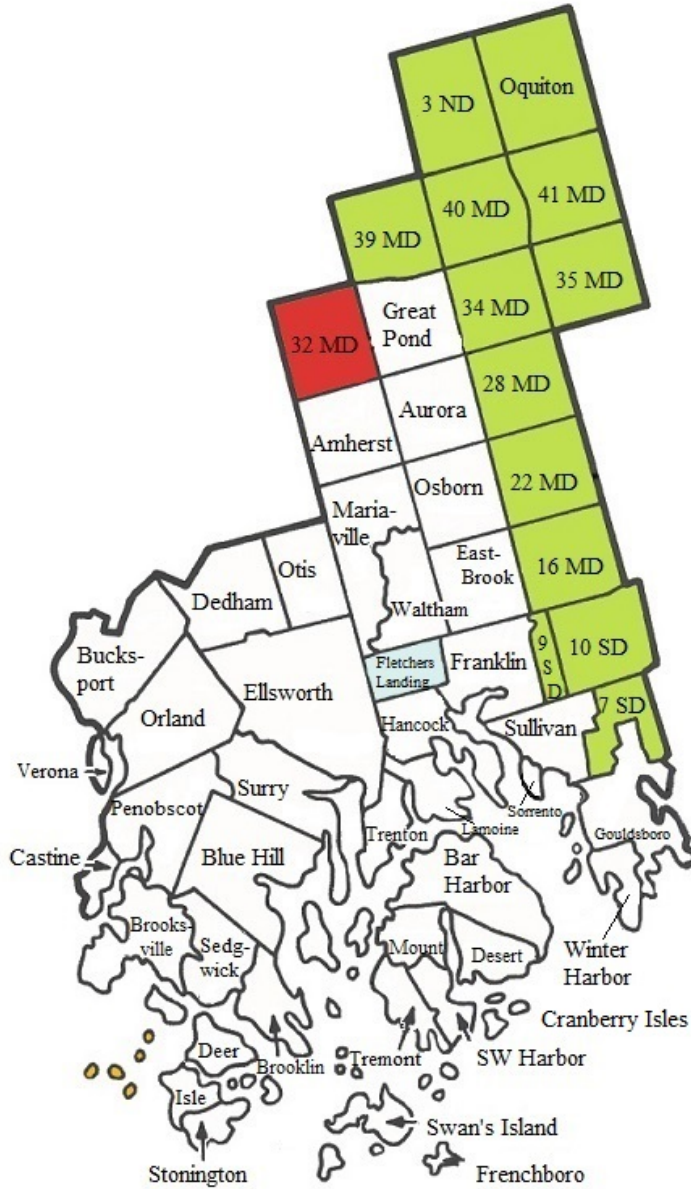 3 ND
Oquiton
39 MD
40 MD
41 MD
32 MD
Great
Pond
34 MD
35 MD
28 MD
Amherst
Aurora
Maria-
ville
Osborn
22 MD
Otis
Dedham
East-
Brook
16 MD
Waltham
Bucks-
port
Fletchers
Landing
Franklin
9
S
D
10 SD
Orland
Ellsworth
Hancock
Sullivan
7 SD
Verona
Surry
Penobscot
Trenton
Lamoine
Sorrento
Gouldsboro
Castine
Blue Hill
Bar
Harbor
Brooks-
ville
Sedg-
wick
Mount
Desert
Winter
Harbor
Cranberry Isles
Deer
Isle
Brooklin
Tremont
SW Harbor
Swan's Island
Stonington
Frenchboro